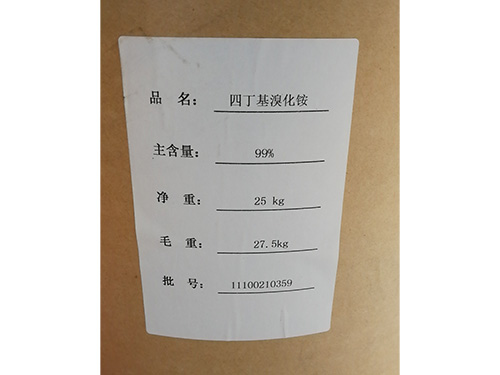 品 名: 四丁基溴化铵
主含量: 99%
净 重: 25 kg
毛 重: 27.5kg
批 号: 11100210359